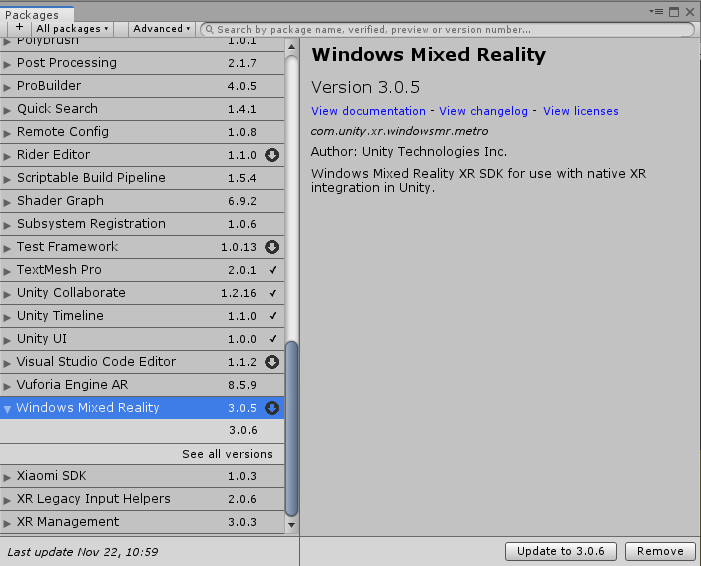 Packages
+ All packages Advanced Search by package name, verified, preview or version number...
Polybrush 1.0.1
Post Processing 2.1.7
ProBuilder 4.0.5
Quick Search 1.4.1
Remote Config 1.0.8
Rider Editor 1.1.0
Scriptable Build Pipeline 1.5.4
Shader Graph 6.9.2
Subsystem Registration 1.0.6
Test Framework 1.0.13
TextMesh Pro 2.0.1 ✓
Unity Collaborate 1.2.16 ✓
Unity Timeline 1.1.0 ✓
Unity UI 1.0.0 ✓
Visual Studio Code Editor 1.1.2
Vuforia Engine AR 8.5.9
Windows Mixed Reality 3.0.5
3.0.6
See all versions
Xiaomi SDK 1.0.3
XR Legacy Input Helpers 2.0.6
XR Management 3.0.3
Last update Nov 22, 10:59
Windows Mixed Reality
Version 3.0.5
View documentation - View changelog - View licenses
com.unity.xr.windowsmr.metro
Author: Unity Technologies Inc.
Windows Mixed Reality XR SDK for use with native XR
integration in Unity.
Update to 3.0.6 Remove